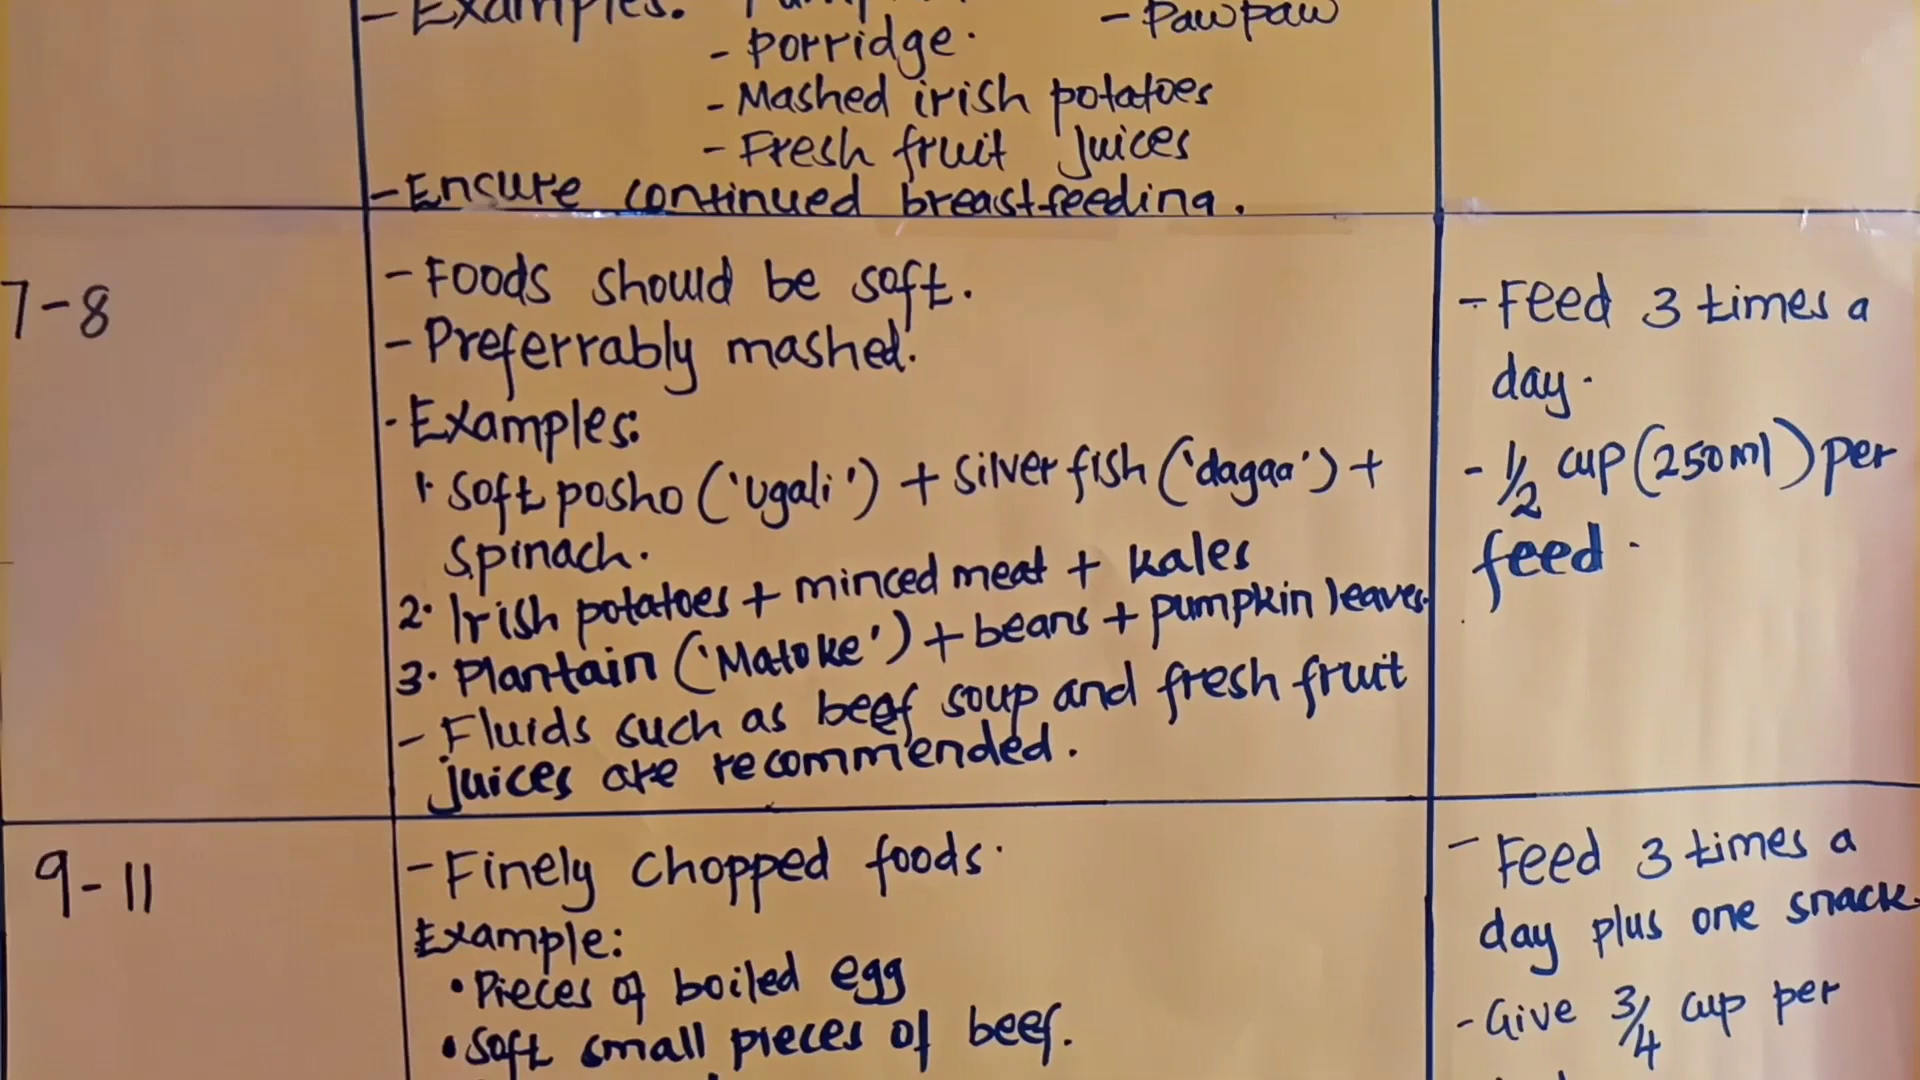 - Examples:
- Pawpaw
- Porridge.
- Mashed irish potatoes
- Fresh fruit juices
- Ensure continued breastfeeding.
7-8
- Foods should be soft.
- Preferrably mashed.
- Examples:
1. Soft posho ('Ugali') + silver fish ('dagaa') +
spinach.
2. Irish potatoes + minced meat + kales
3. Plantain ('Matoke') + beans + pumpkin leaves.
- Fluids such as beef soup and fresh fruit
juices are recommended.
- Feed 3 times a
day.
- 1/2 cup (250ml) per
feed.
9-11
- Finely chopped foods.
Example:
• Pieces of boiled egg
• Soft small pieces of beef.
- Feed 3 times a
day plus one snack.
- Give 3/4 cup per